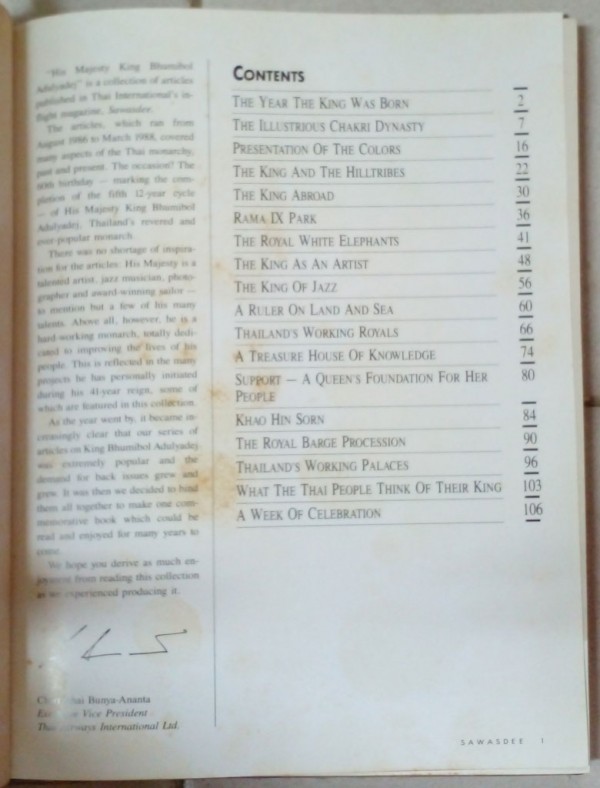 "His Majesty King Bhumibol
Adulyadej" is a collection of articles
published in Thai International's in-
flight magazine, Sawasdee.
The articles, which ran from
August 1986 to March 1988, covered
many aspects of the Thai monarchy,
past and present. The occasion? The
60th birthday — marking the com-
pletion of the fifth 12-year cycle
— of His Majesty King Bhumibol
Adulyadej, Thailand's revered and
ever-popular monarch.
There was no shortage of inspira-
tion for the articles. His Majesty is a
talented artist, jazz musician, photo-
grapher and award-winning sailor —
to mention but a few of his many
talents. Above all, however, he is a
hard-working monarch, totally dedi-
cated to improving the lives of his
people. This is reflected in the many
projects he has personally initiated
during his 41-year reign, some of
which are featured in this collection.
As the year went by, it became in-
creasingly clear that our series of
articles on King Bhumibol Adulyadej
was extremely popular and the
demand for back issues grew and
grew. It was then we decided to bind
them all together to make one com-
memorative book which could be
read and enjoyed for many years to
come.
We hope you derive as much en-
joyment from reading this collection
as we experienced producing it.
Bunya-Ananta
Executive Vice President
Thai Airways International Ltd.
CONTENTS
THE YEAR THE KING WAS BORN 2
THE ILLUSTRIOUS CHAKRI DYNASTY 7
PRESENTATION OF THE COLORS 16
THE KING AND THE HILLTRIBES 22
THE KING ABROAD 30
RAMA IX PARK 36
THE ROYAL WHITE ELEPHANTS 41
THE KING AS AN ARTIST 48
THE KING OF JAZZ 56
A RULER ON LAND AND SEA 60
THAILAND'S WORKING ROYALS 66
A TREASURE HOUSE OF KNOWLEDGE 74
SUPPORT — A QUEEN'S FOUNDATION FOR HER 80
PEOPLE
KHAO HIN SORN 84
THE ROYAL BARGE PROCESSION 90
THAILAND'S WORKING PALACES 96
WHAT THE THAI PEOPLE THINK OF THEIR KING 103
A WEEK OF CELEBRATION 106
SAWASDEE 1